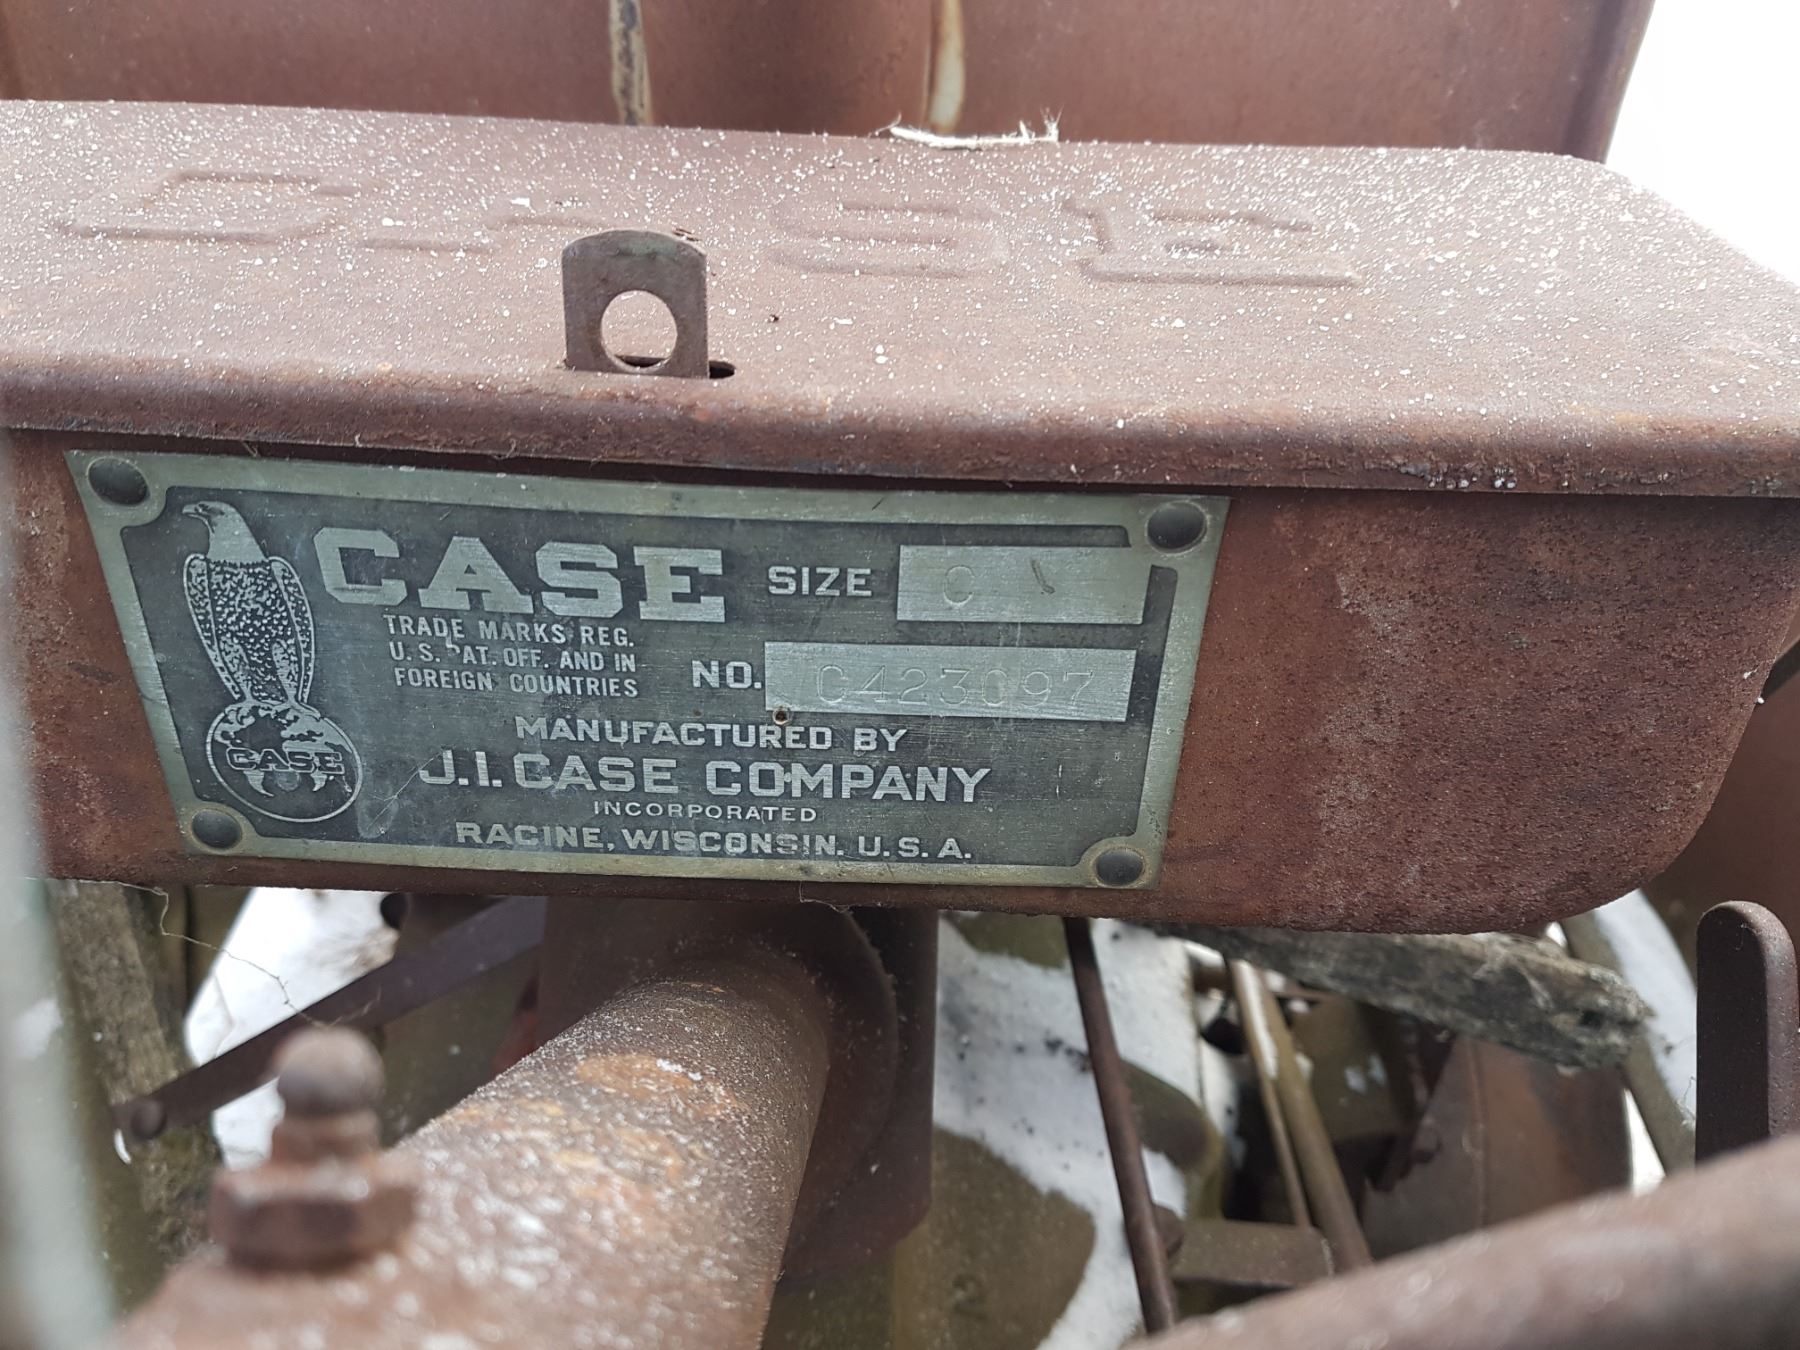 CASE
CASE SIZE C
TRADE MARKS REG.
U. S. PAT. OFF. AND IN
FOREIGN COUNTRIES
NO. C423097
CASE
MANUFACTURED BY
J.I. CASE COMPANY
INCORPORATED
RACINE, WISCONSIN. U. S. A.